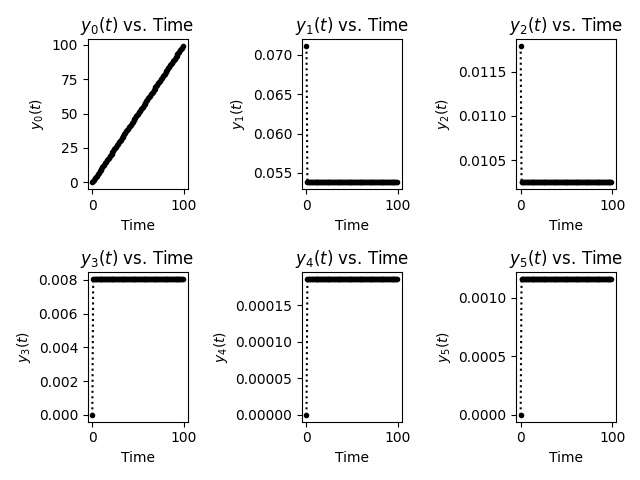 y₀(t) vs. Time
y₁(t) vs. Time
y₂(t) vs. Time
100
75
50
25
0
y₀(t)
0 100
Time
0.070
0.065
0.060
0.055
y₁(t)
0 100
Time
0.0115
0.0110
0.0105
y₂(t)
0 100
Time
y₃(t) vs. Time
y₄(t) vs. Time
y₅(t) vs. Time
0.008
0.006
0.004
0.002
0.000
y₃(t)
0 100
Time
0.00015
0.00010
0.00005
0.00000
y₄(t)
0 100
Time
0.0010
0.0005
0.0000
y₅(t)
0 100
Time